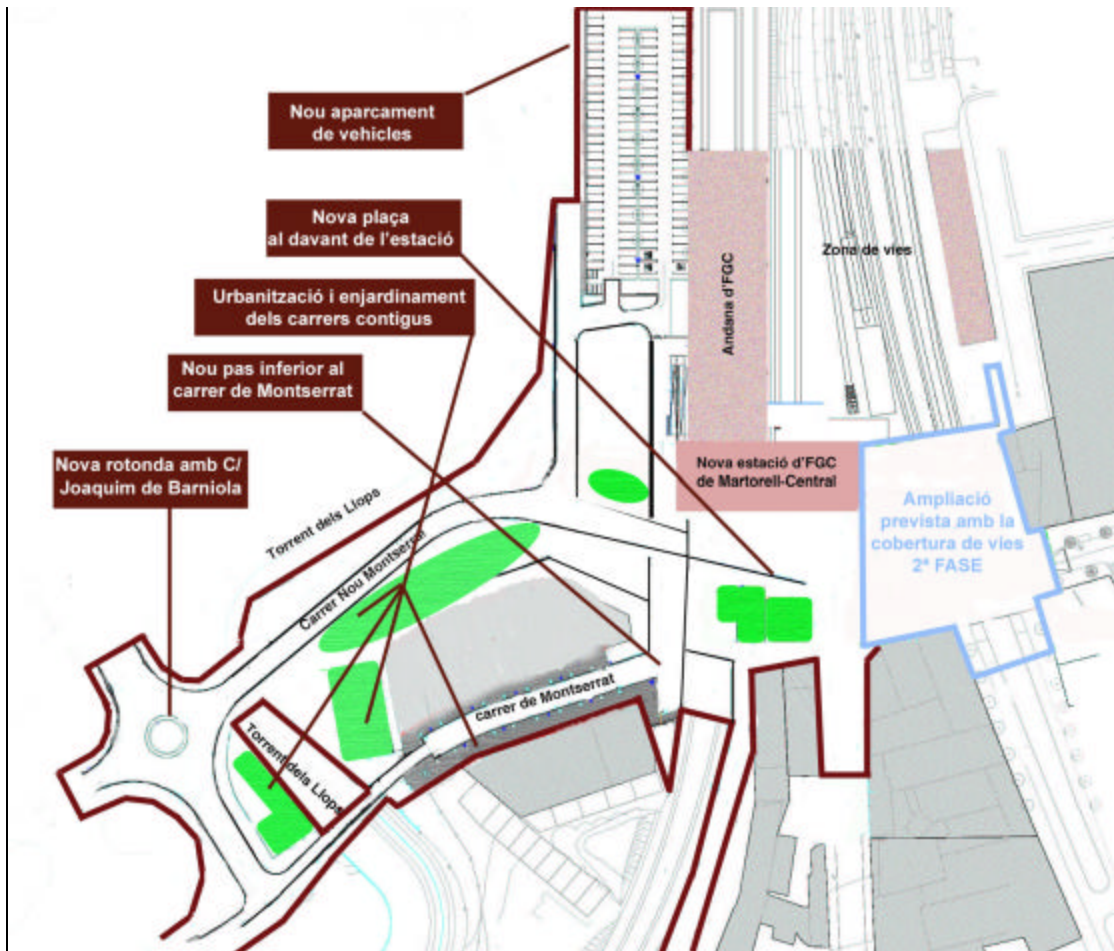 Nou aparcament
de vehicles
Nova plaça
al davant de l'estació
Urbanització i enjardinament
dels carrers contigus
Nou pas inferior al
carrer de Montserrat
Nova rotonda amb C/
Joaquim de Barniola
Zona de vies
Andana d'FGC
Nova estació d'FGC
de Martorell-Central
Ampliació
prevista amb la
cobertura de vies
2ª FASE
Torrent dels Llops
Carrer Nou Montserrat
carrer de Montserrat
Torrent dels Llops